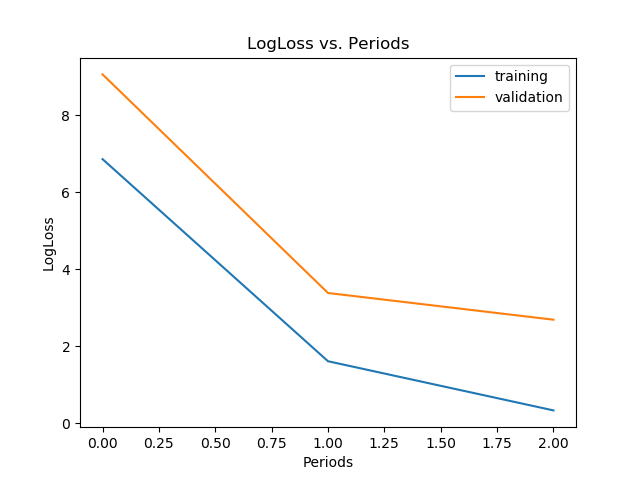 LogLoss vs. Periods
training
validation
LogLoss
8
6
4
2
0
0.00 0.25 0.50 0.75 1.00 1.25 1.50 1.75 2.00
Periods